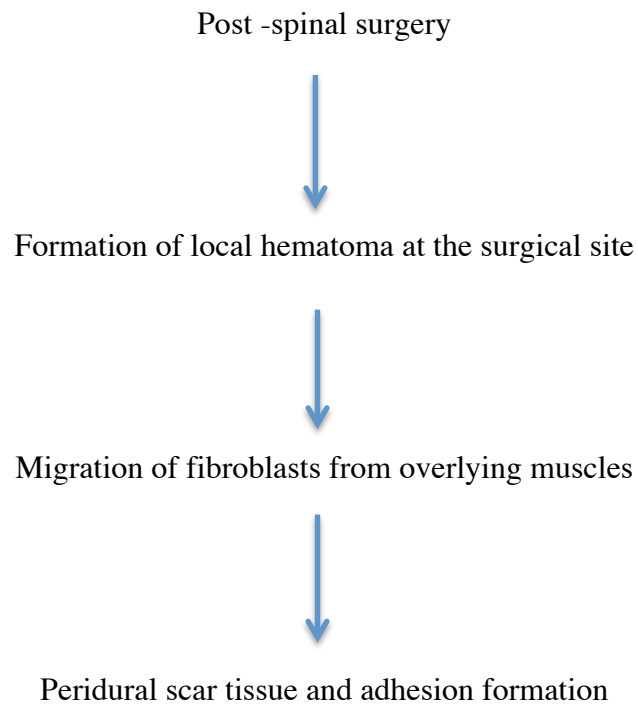 Post -spinal surgery
Formation of local hematoma at the surgical site
Migration of fibroblasts from overlying muscles
Peridural scar tissue and adhesion formation